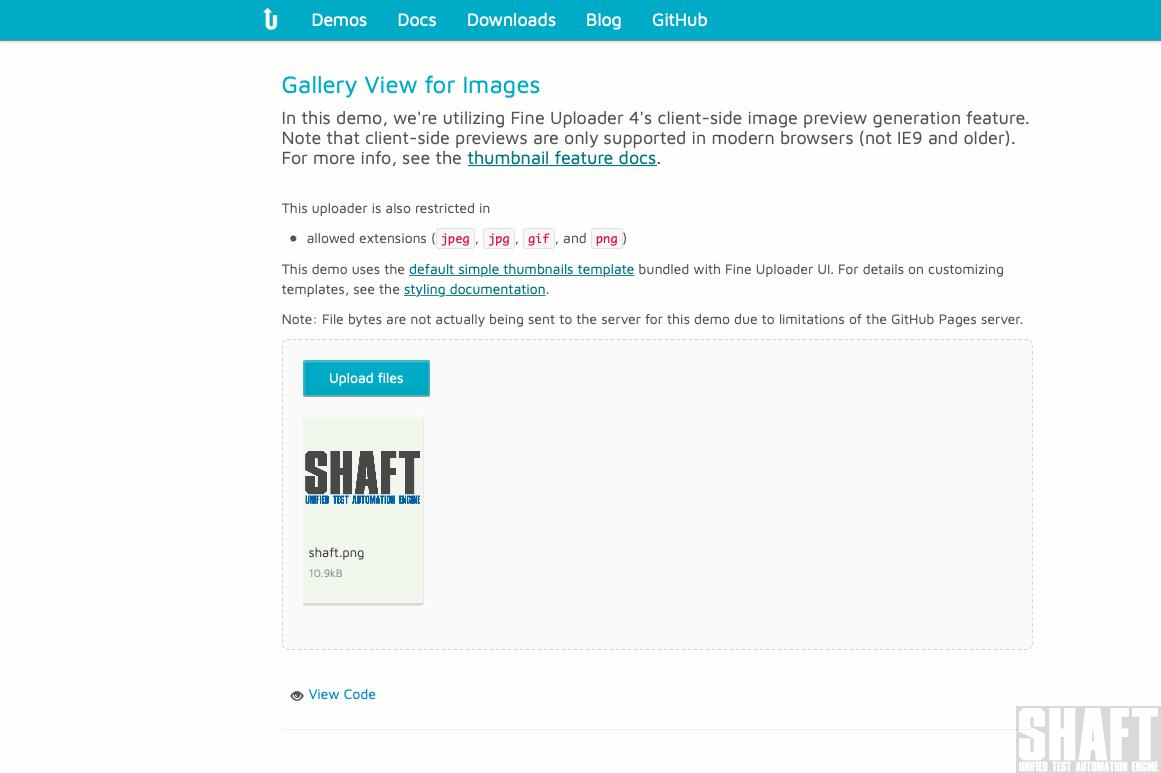 Demos Docs Downloads Blog GitHub
Gallery View for Images
In this demo, we're utilizing Fine Uploader 4's client-side image preview generation feature.
Note that client-side previews are only supported in modern browsers (not IE9 and older).
For more info, see the thumbnail feature docs.
This uploader is also restricted in
• allowed extensions (jpeg, jpg, gif, and png)
This demo uses the default simple thumbnails template bundled with Fine Uploader UI. For details on customizing
templates, see the styling documentation.
Note: File bytes are not actually being sent to the server for this demo due to limitations of the GitHub Pages server.
Upload files
SHAFT
UNIFIED TEST AUTOMATION ENGINE
shaft.png
10.9kB
View Code
SHAFT
UNIFIED TEST AUTOMATION ENGINE